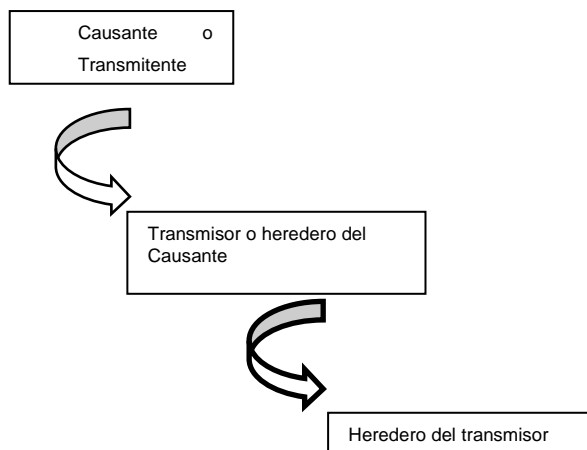 Causante o
Transmitente
Transmisor o heredero del
Causante
Heredero del transmisor